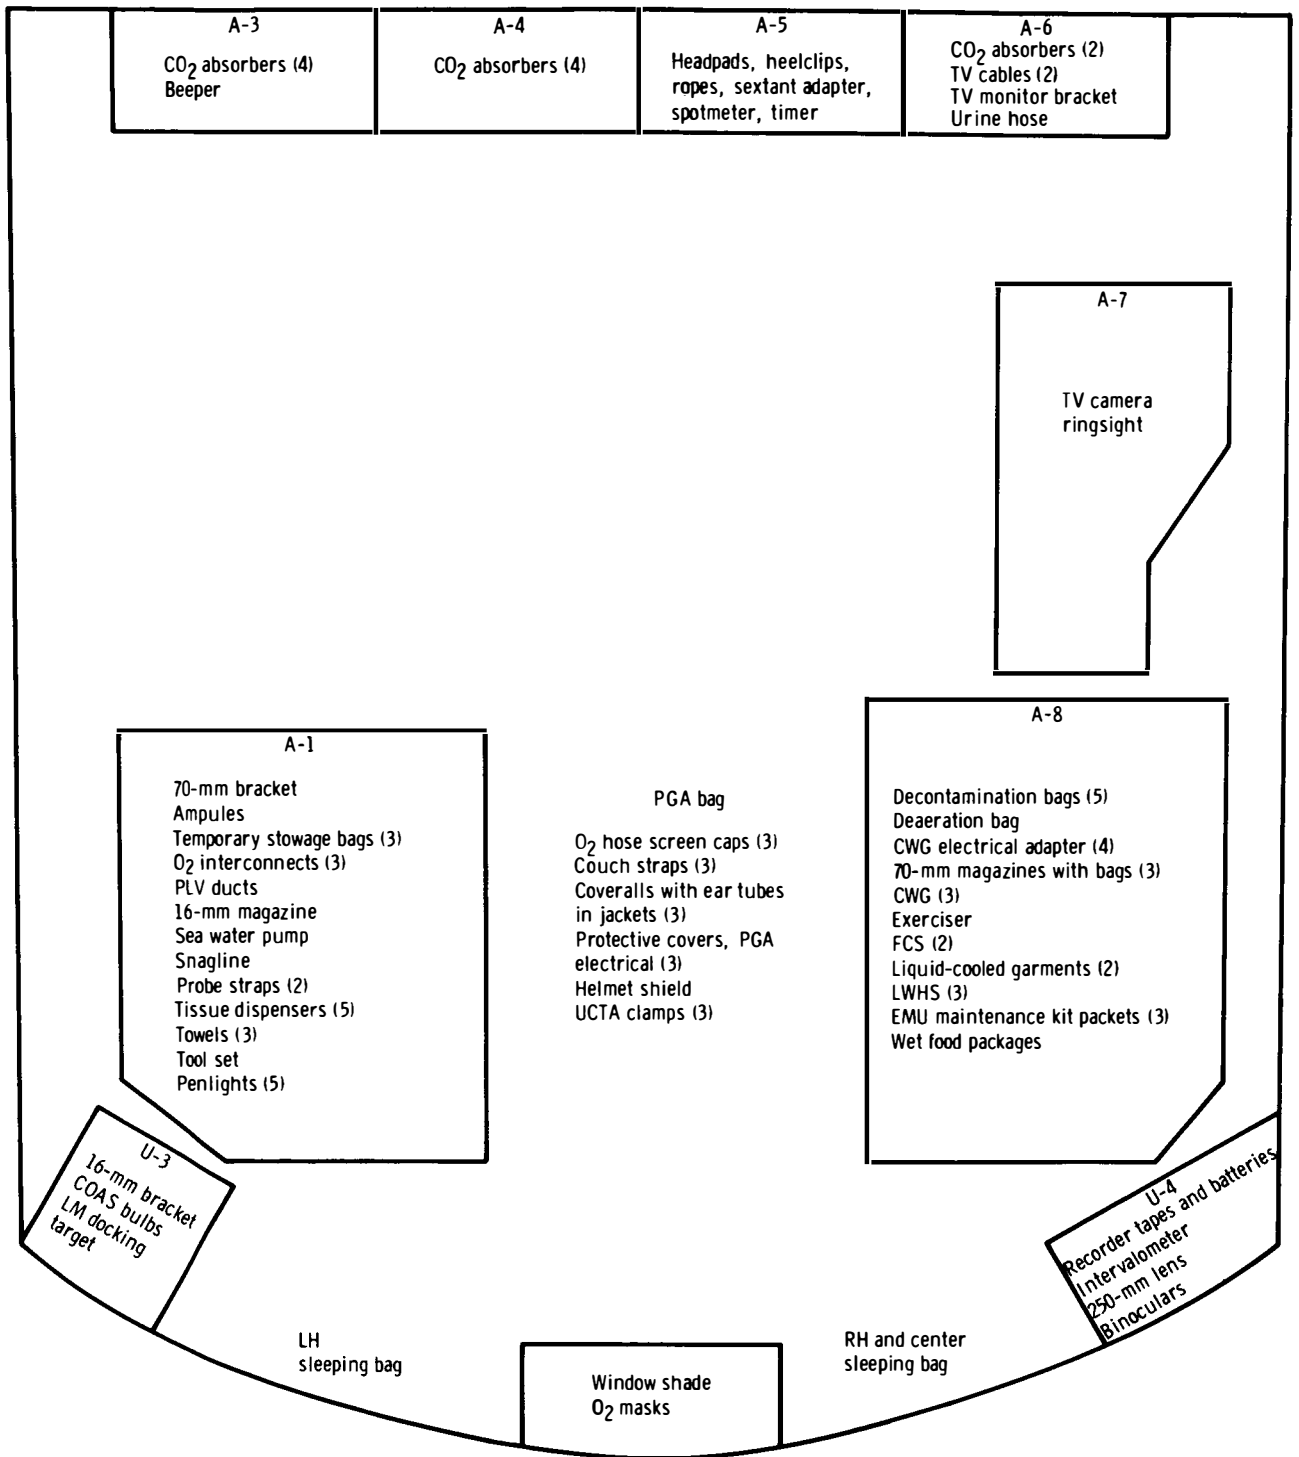 A-3
CO2 absorbers (4)
Beeper
A-4
CO2 absorbers (4)
A-5
Headpads, heelclips,
ropes, sextant adapter,
spotmeter, timer
A-6
CO2 absorbers (2)
TV cables (2)
TV monitor bracket
Urine hose
A-7
TV camera
ringsight
A-1
70-mm bracket
Ampules
Temporary stowage bags (3)
O2 interconnects (3)
PLV ducts
16-mm magazine
Sea water pump
Snagline
Probe straps (2)
Tissue dispensers (5)
Towels (3)
Tool set
Penlights (5)
PGA bag
O2 hose screen caps (3)
Couch straps (3)
Coveralls with ear tubes
in jackets (3)
Protective covers, PGA
electrical (3)
Helmet shield
UCTA clamps (3)
A-8
Decontamination bags (5)
Deaeration bag
CWG electrical adapter (4)
70-mm magazines with bags (3)
CWG (3)
Exerciser
FCS (2)
Liquid-cooled garments (2)
LWHS (3)
EMU maintenance kit packets (3)
Wet food packages
U-3
16-mm bracket
COAS bulbs
LM docking
target
U-4
Recorder tapes and batteries
Intervalometer
250-mm lens
Binoculars
LH
sleeping bag
Window shade
O2 masks
RH and center
sleeping bag